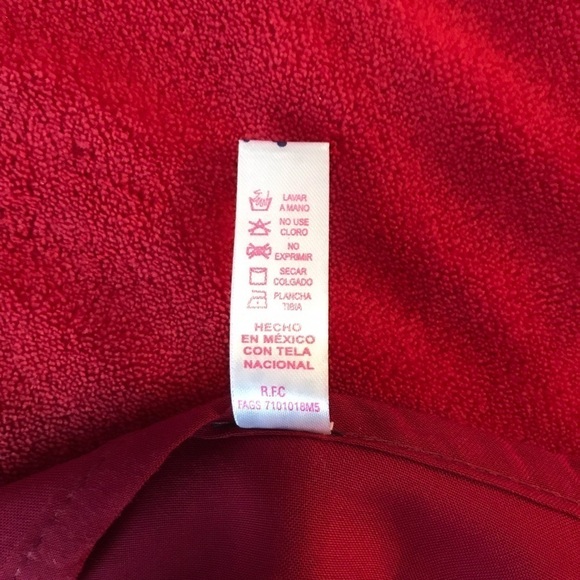 LAVAR
A MANO
NO USE
CLORO
NO
EXPRIMIR
SECAR
COLGADO
PLANCHA
TIBIA
HECHO
EN MÉXICO
CON TELA
NACIONAL
R.F.C
FAGS 7101018M5